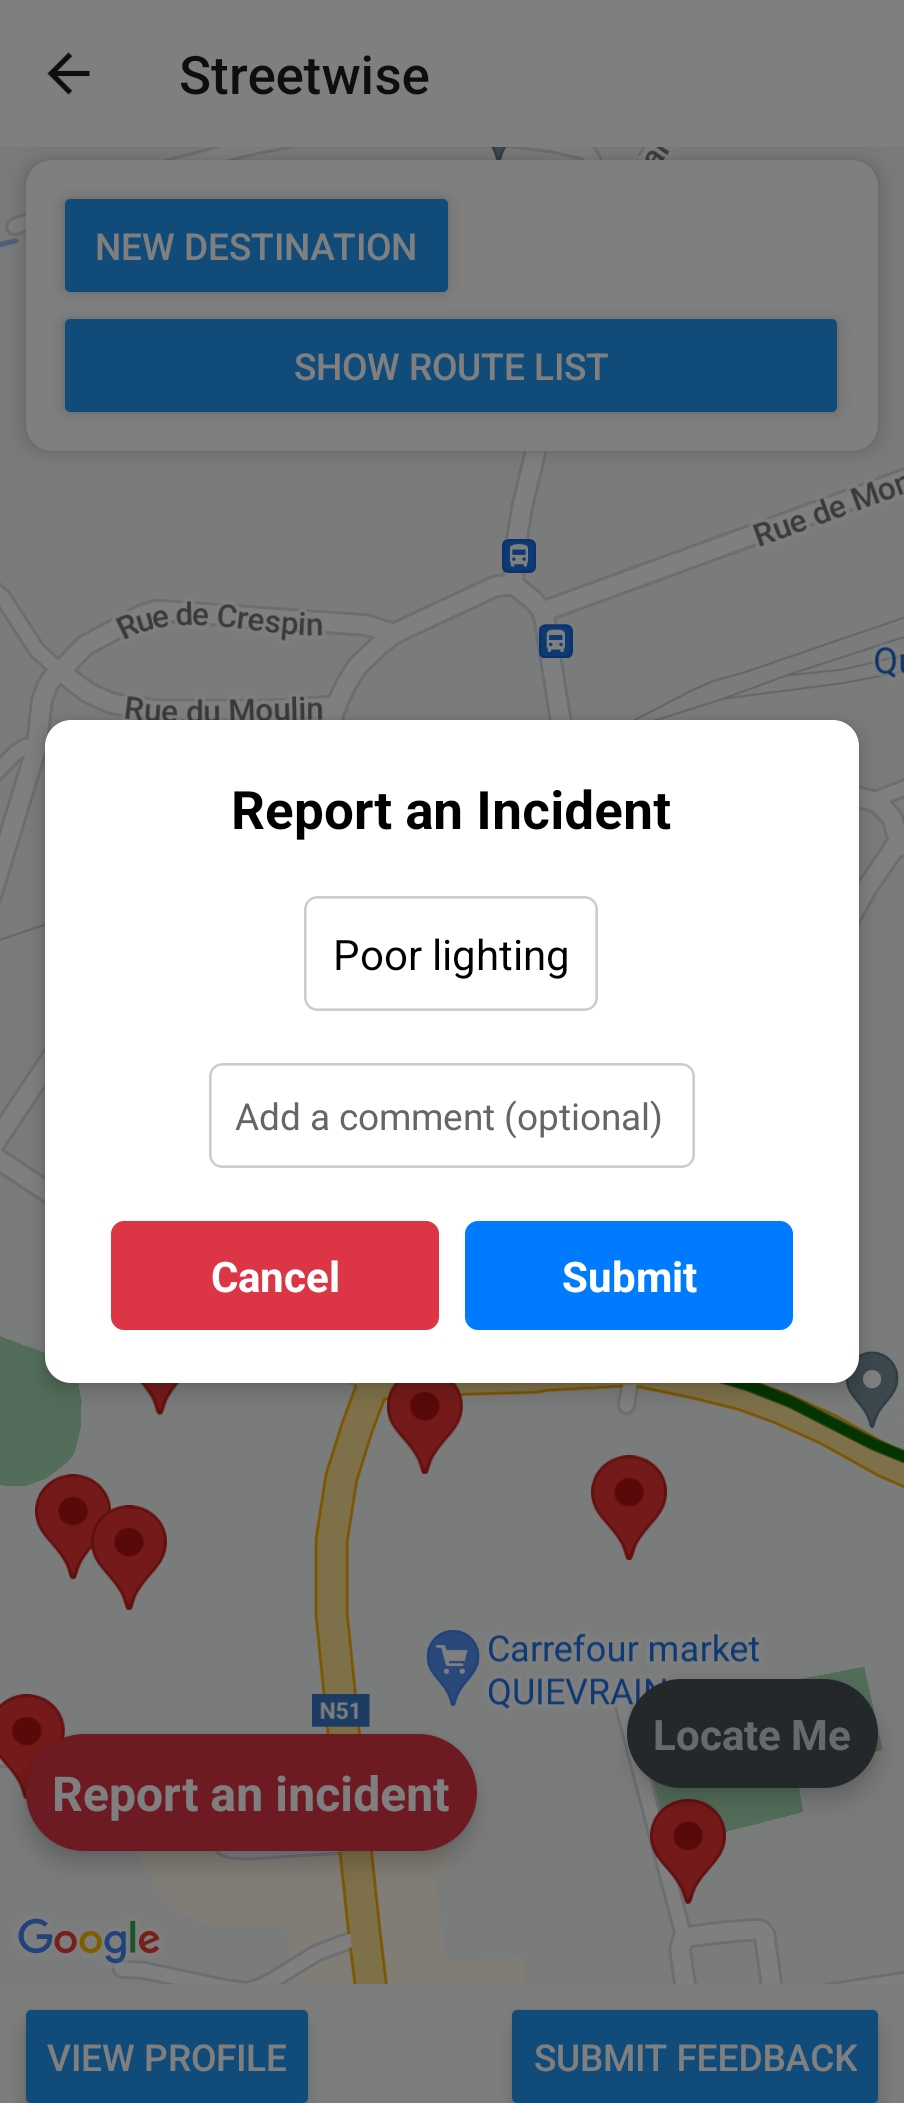 Streetwise
NEW DESTINATION
SHOW ROUTE LIST
Rue de Mor
Rue de Crespin
Qu
Rue du Moulin
Report an Incident
Poor lighting
Add a comment (optional)
Cancel
Submit
Carrefour market
QUIEVRAIN
N51
Locate Me
Report an incident
Google
VIEW PROFILE
SUBMIT FEEDBACK